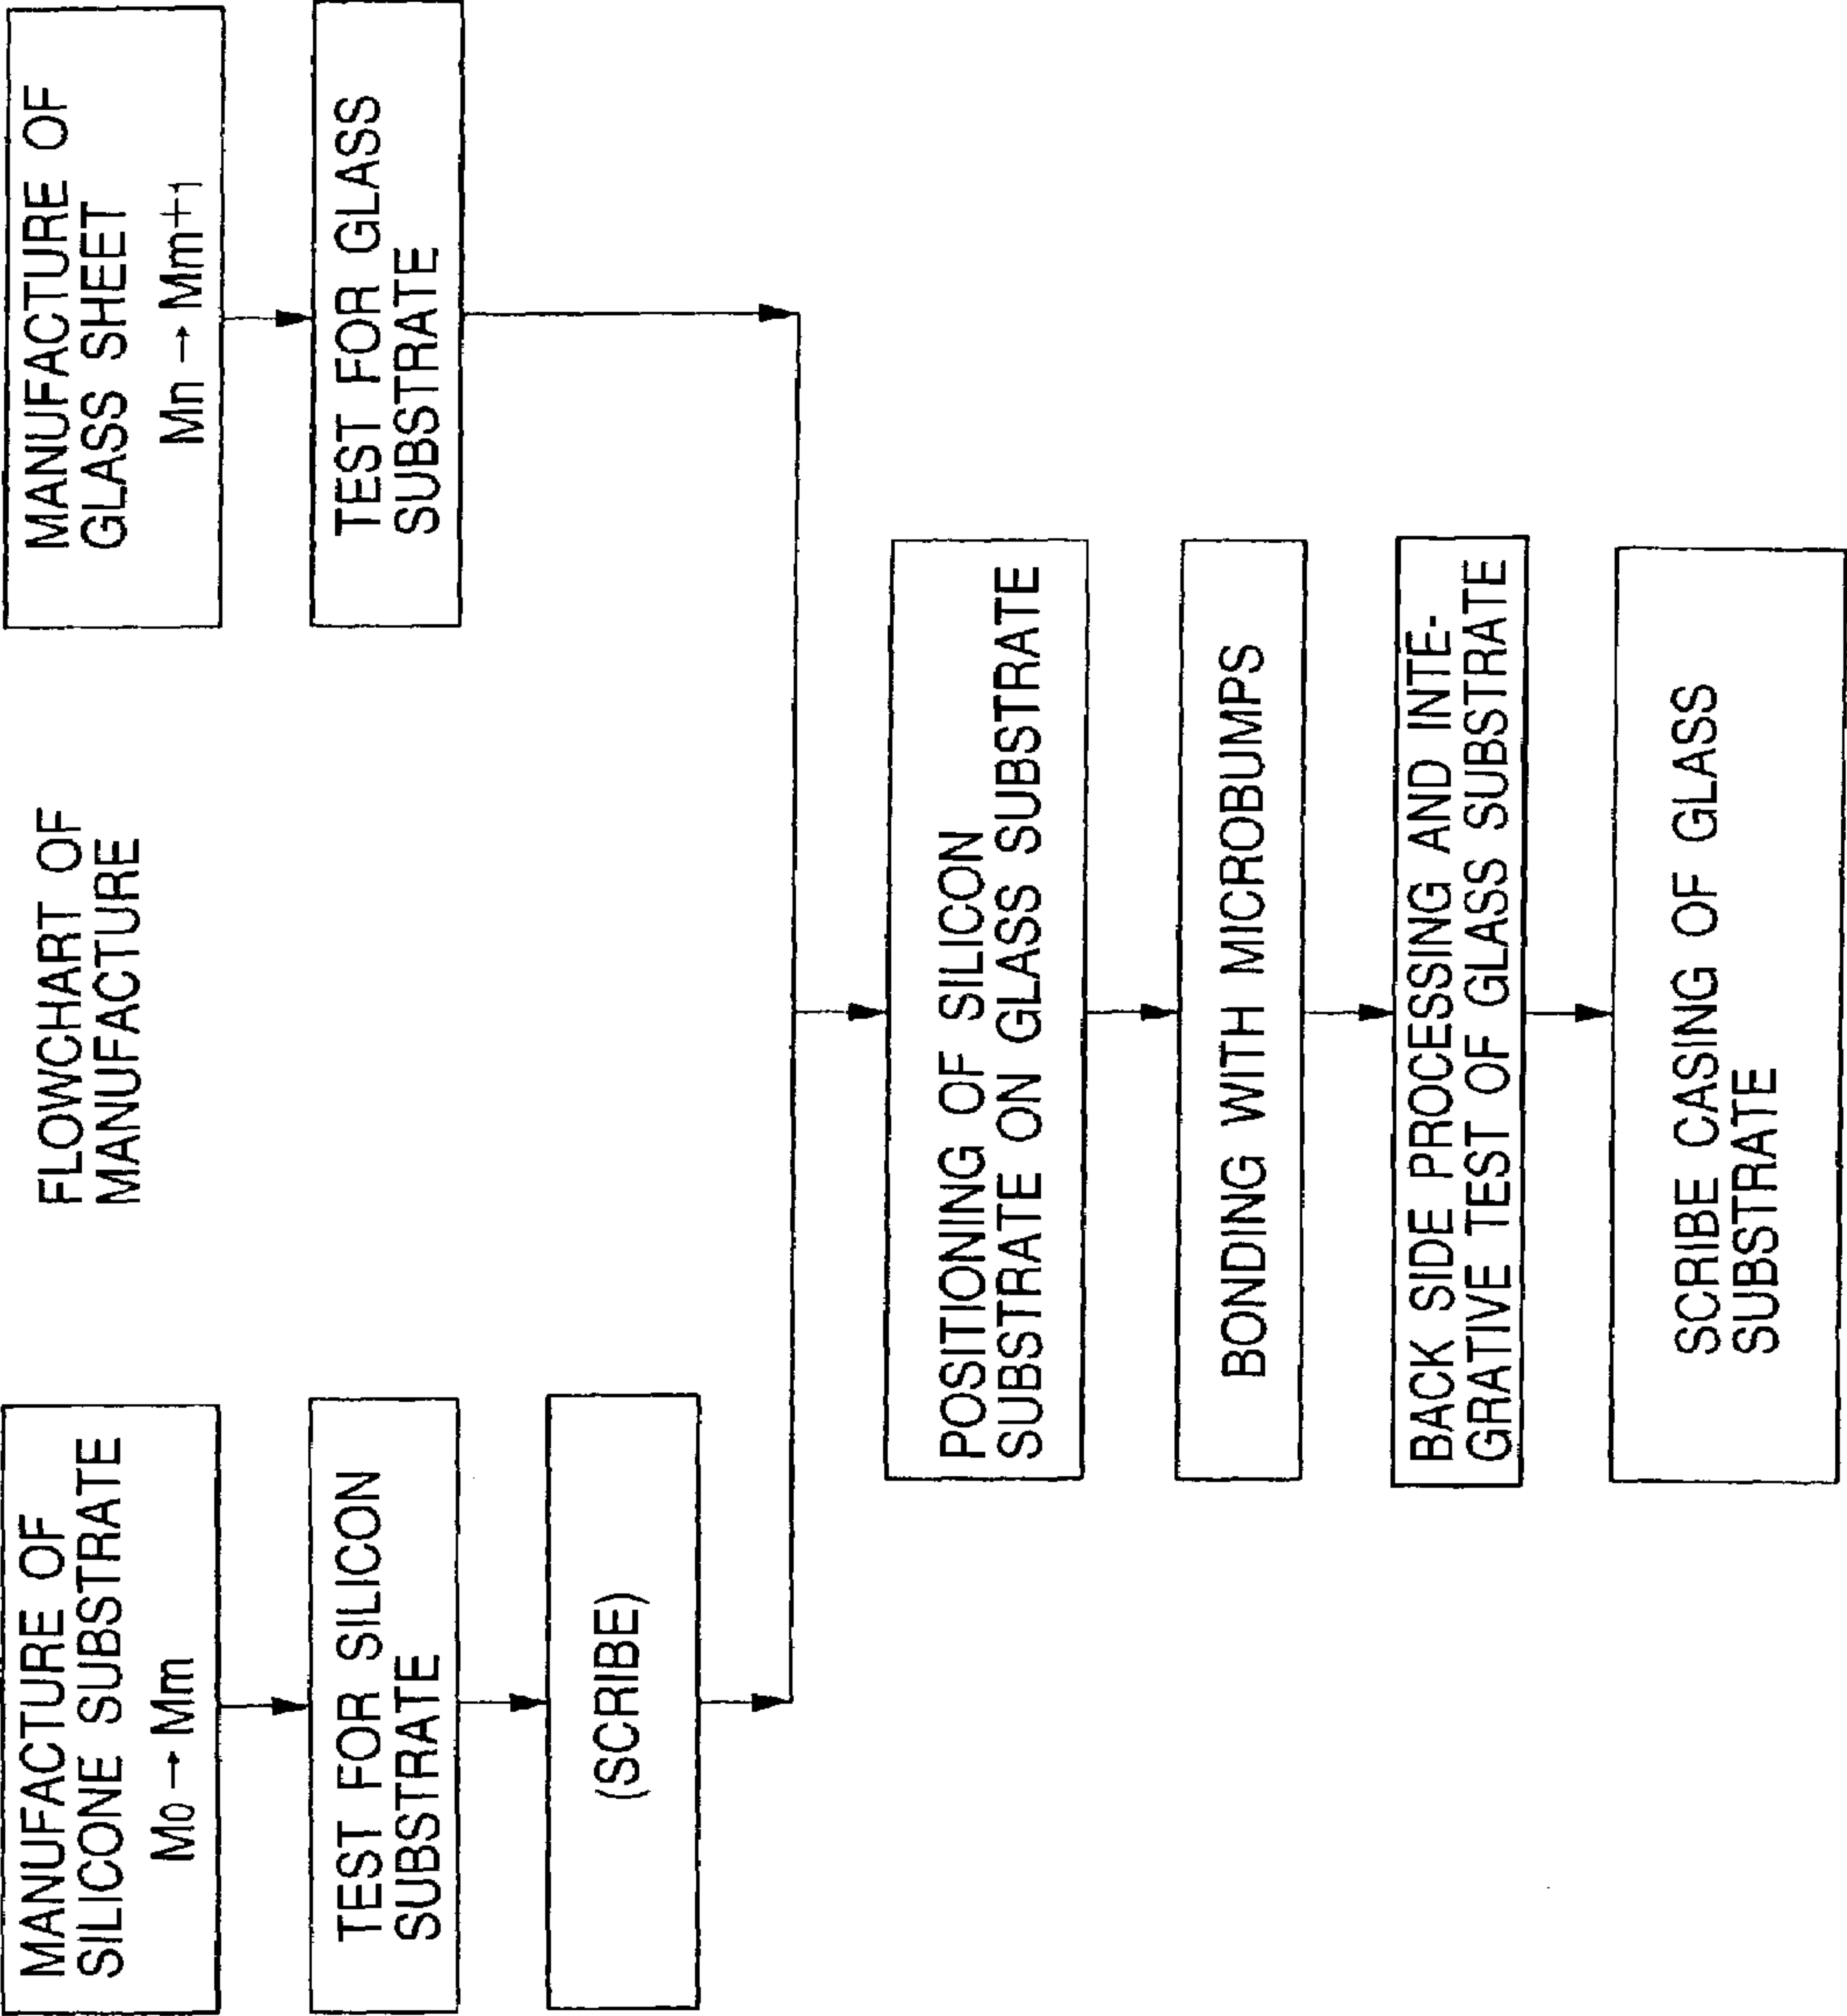 FLOWCHART OF
MANUFACTURE
MANUFACTURE OF
SILICONE SUBSTRATE
Mo → Mm
TEST FOR SILICON
SUBSTRATE
(SCRIBE)
MANUFACTURE OF
GLASS SHEET
Mn → Mm+1
TEST FOR GLASS
SUBSTRATE
POSITIONING OF SILICON
SUBSTRATE ON GLASS SUBSTRATE
BONDING WITH MICROBUMPS
BACK SIDE PROCESSING AND INTE-
GRATIVE TEST OF GLASS SUBSTRATE
SCRIBE CASING OF GLASS
SUBSTRATE